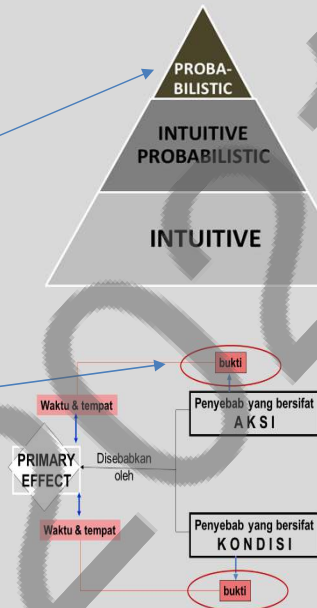 PROBA-
BILISTIC
INTUITIVE
PROBABILISTIC
INTUITIVE
bukti
Waktu & tempat
Penyebab yang bersifat
AKSI
PRIMARY
EFFECT
Disebabkan
oleh
Waktu & tempat
Penyebab yang bersifat
KONDISI
bukti